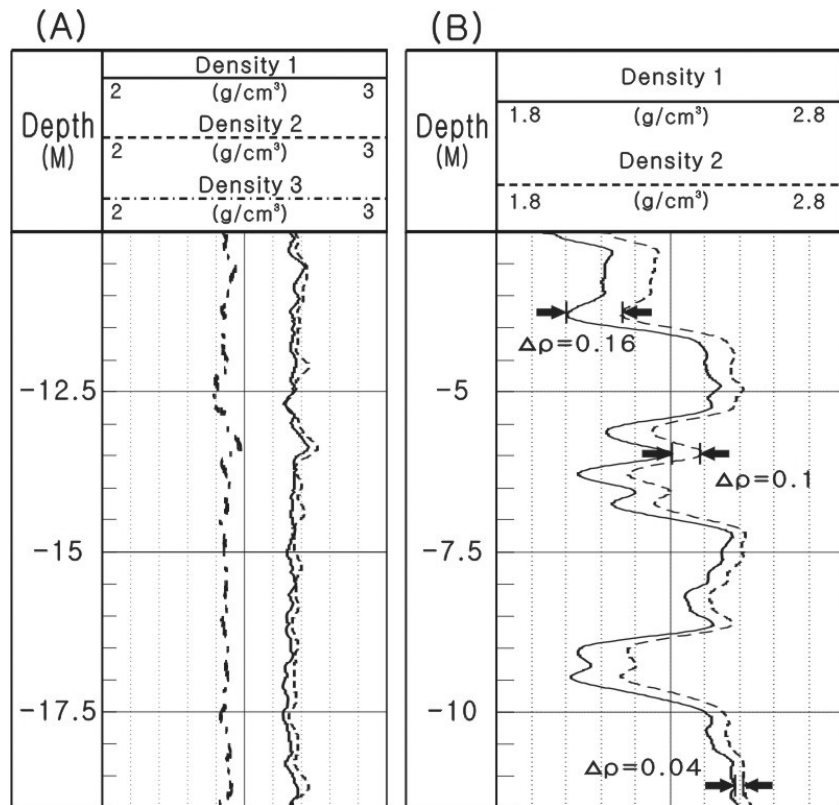 (A)
Density 1
2 (g/cm³) 3
Density 2
2 (g/cm³) 3
Density 3
2 (g/cm³) 3
Depth
(M)
-12.5
-15
-17.5
(B)
Density 1
1.8 (g/cm³) 2.8
Density 2
1.8 (g/cm³) 2.8
Depth
(M)
Δρ=0.16
-5
Δρ=0.1
-7.5
-10
Δρ=0.04